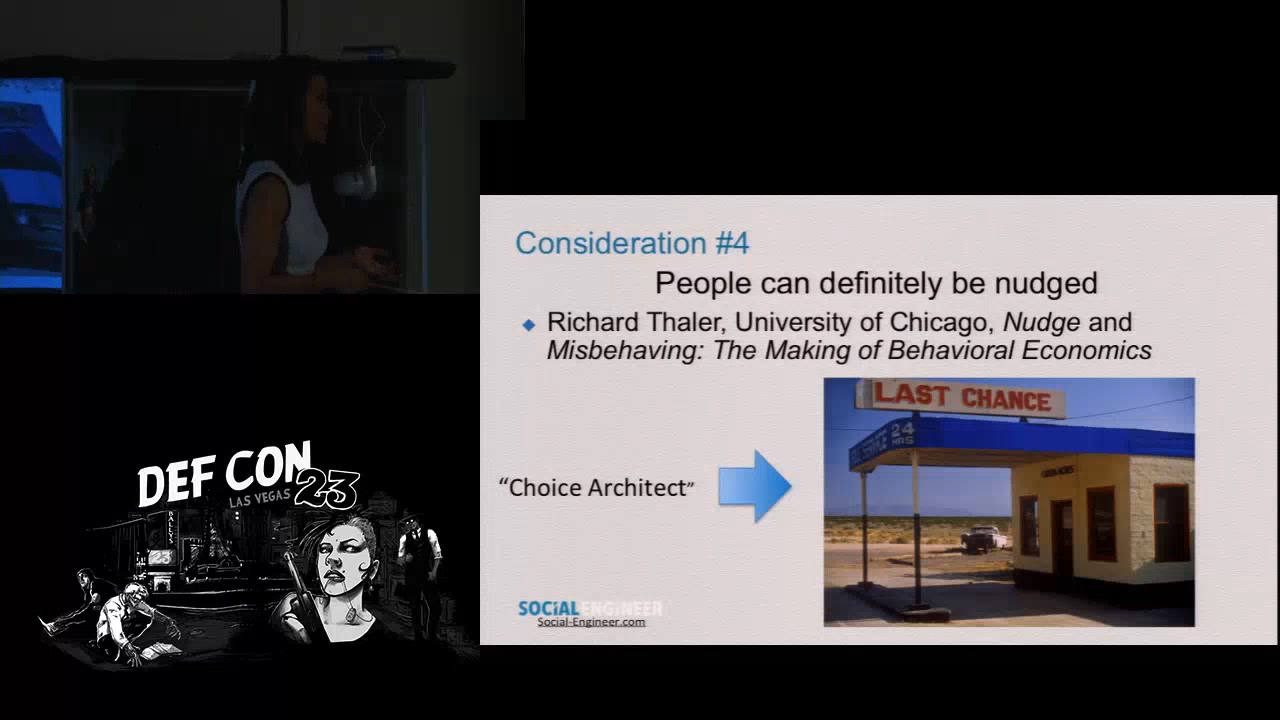 Consideration #4
People can definitely be nudged
Richard Thaler, University of Chicago, Nudge and
Misbehaving: The Making of Behavioral Economics
LAST CHANCE
24
HRS
"Choice Architect"
SOCIAL ENGINEER
Social-Engineer.com
DEF CON
LAS VEGAS 23
BALLYS